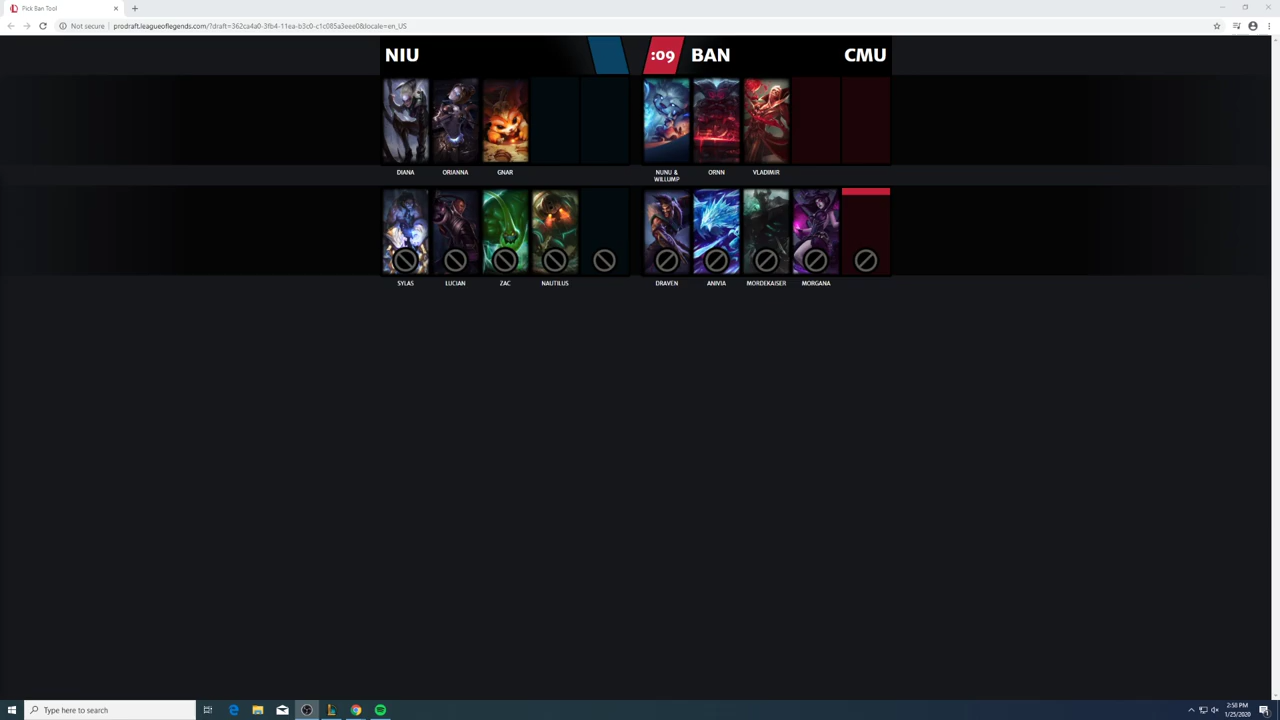 Pick Ban Tool
Not secure
prodraft.leagueoflegends.com/?draft=362ca4a0-3fb4-11ea-b3c0-c1c085a3eee0&locale=en_US
NIU
:09 BAN CMU
DIANA ORIANNA GNAR
NUNU & WILLUMP ORNN VLADIMIR
SYLAS LUCIAN ZAC NAUTILUS
DRAVEN ANIVIA MORDEKAISER MORGANA
Type here to search
2:58 PM
1/25/2020